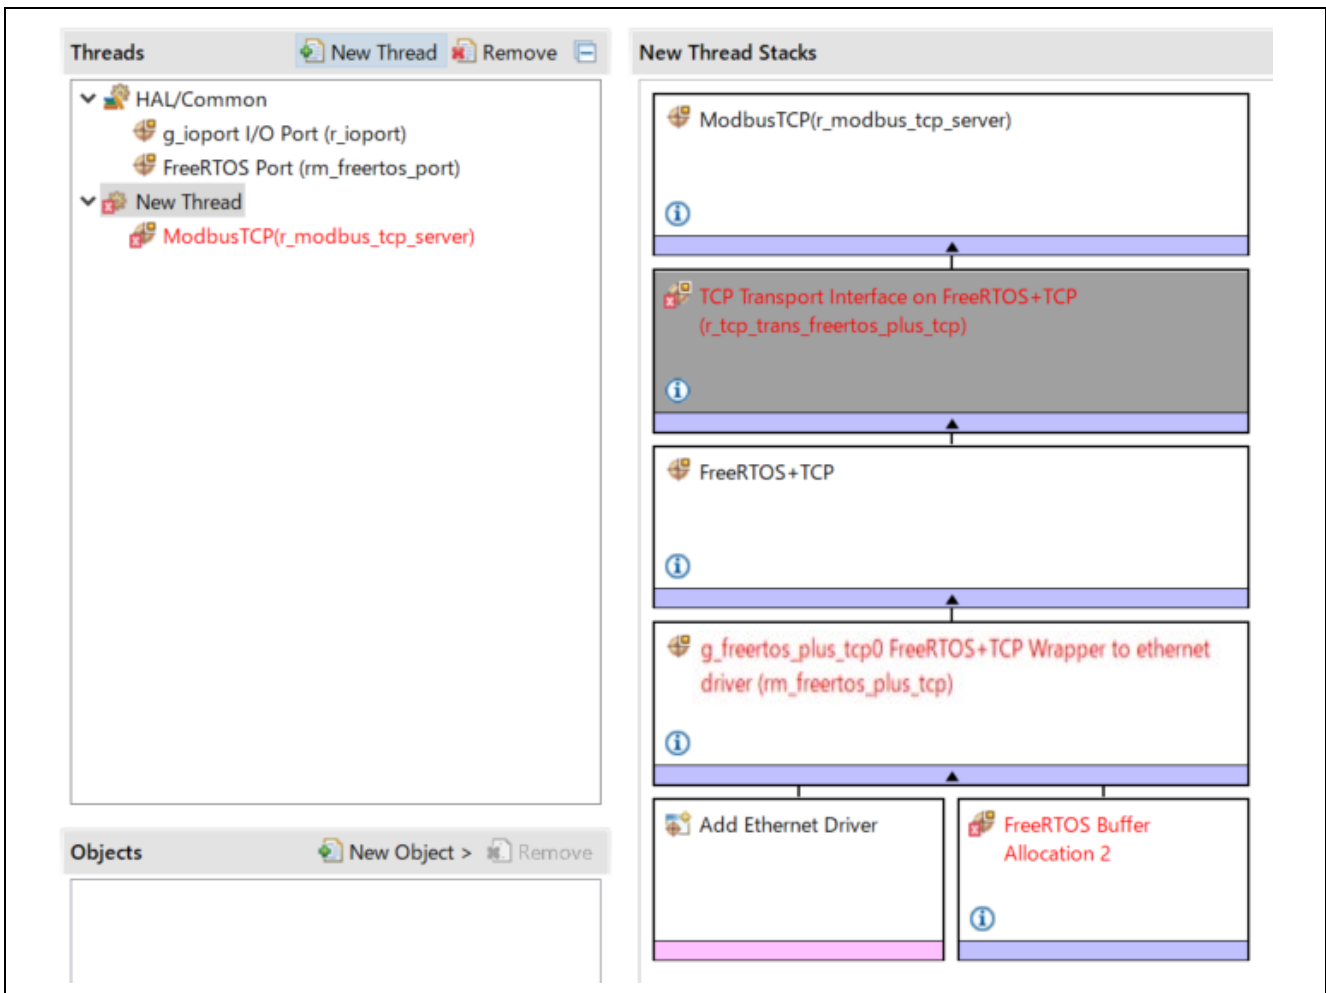 Threads
New Thread
Remove
HAL/Common
g_ioport I/O Port (r_ioport)
FreeRTOS Port (rm_freertos_port)
New Thread
ModbusTCP(r_modbus_tcp_server)
Objects
New Object >
Remove
New Thread Stacks
ModbusTCP(r_modbus_tcp_server)
TCP Transport Interface on FreeRTOS+TCP
(r_tcp_trans_freertos_plus_tcp)
FreeRTOS+TCP
g_freertos_plus_tcp0 FreeRTOS+TCP Wrapper to ethernet
driver (rm_freertos_plus_tcp)
Add Ethernet Driver
FreeRTOS Buffer
Allocation 2